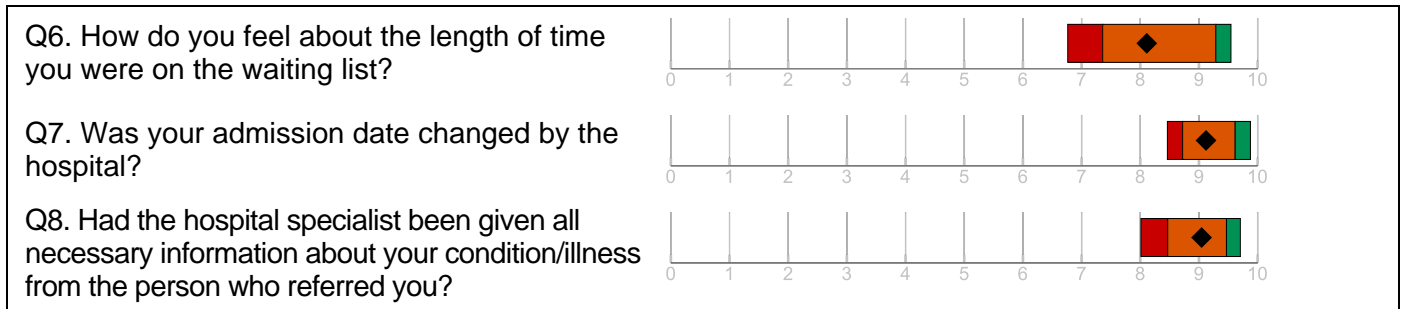 Q6. How do you feel about the length of time
you were on the waiting list?
0 1 2 3 4 5 6 7 8 9 10
Q7. Was your admission date changed by the
hospital?
0 1 2 3 4 5 6 7 8 9 10
Q8. Had the hospital specialist been given all
necessary information about your condition/illness
from the person who referred you?
0 1 2 3 4 5 6 7 8 9 10